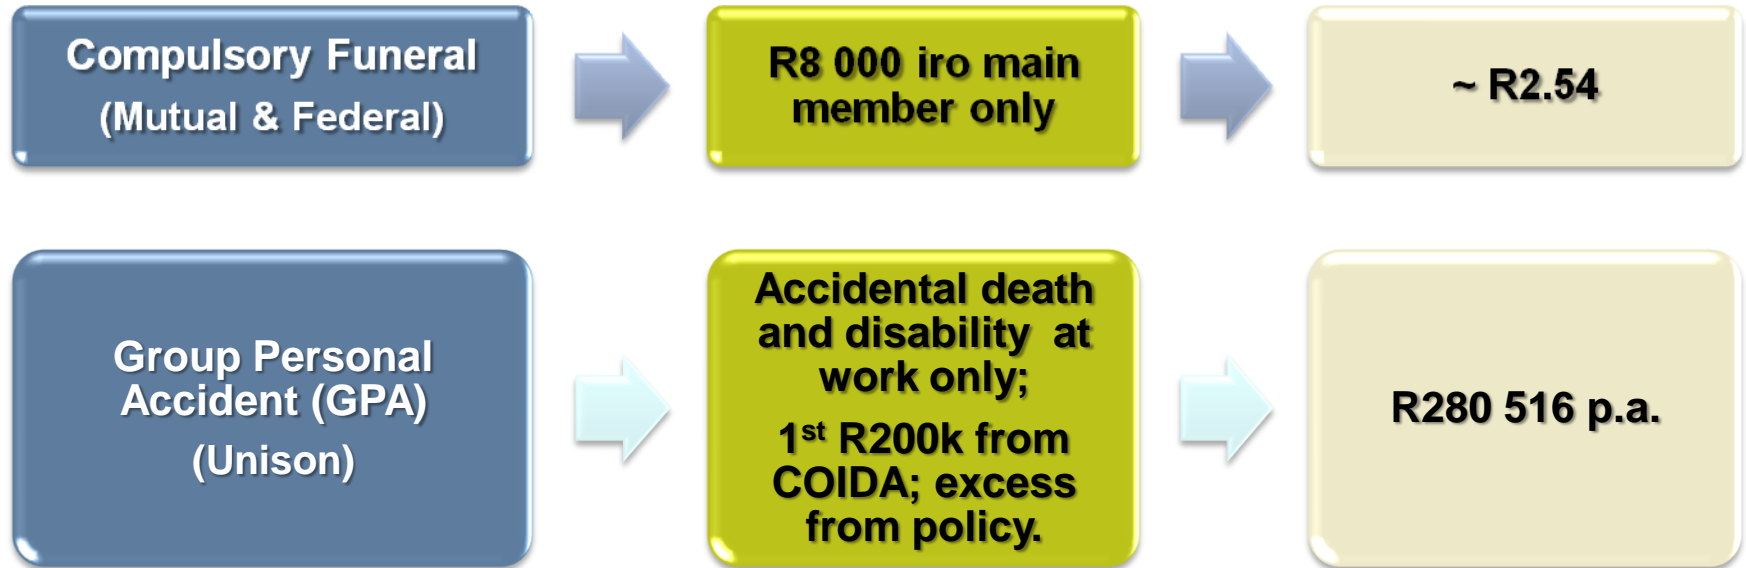 Compulsory Funeral
(Mutual & Federal)
R8 000 iro main
member only
~ R2.54
Group Personal
Accident (GPA)
(Unison)
Accidental death
and disability at
work only;
1st R200k from
COIDA; excess
from policy.
R280 516 p.a.